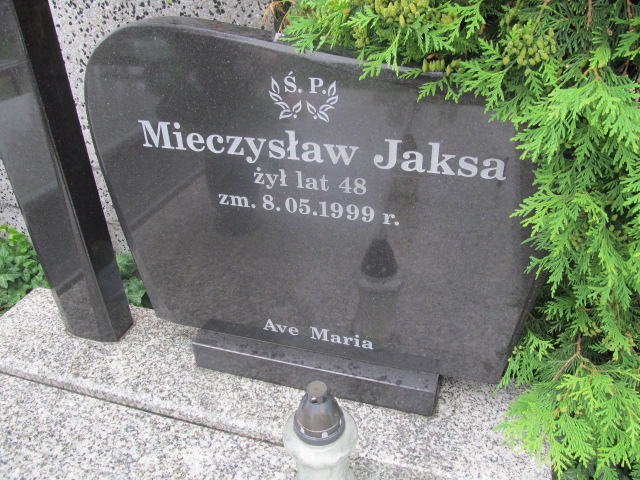 Ś. P.
Mieczysław Jaksa
żył lat 48
zm. 8.05.1999 r.
Ave Maria